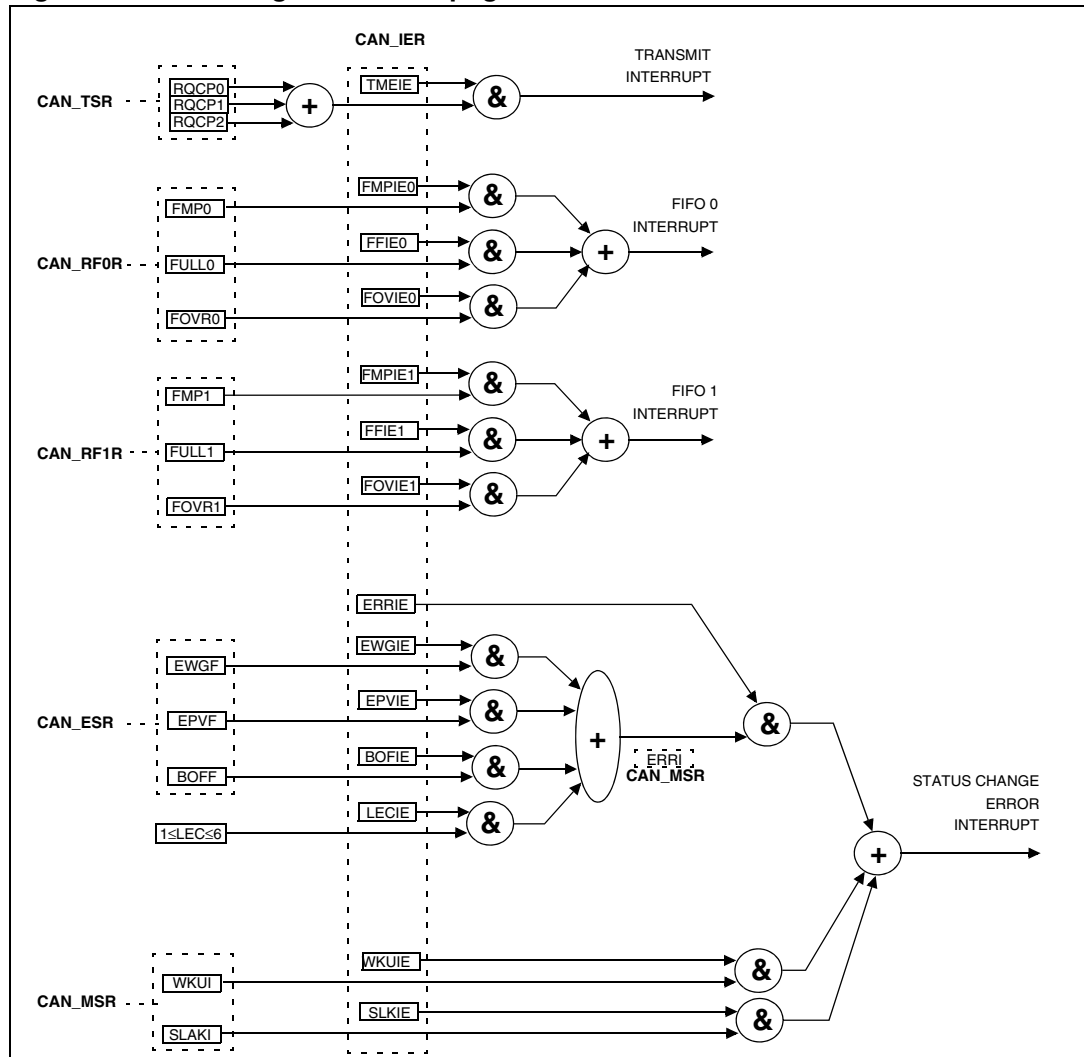 CAN_IER
TRANSMIT
INTERRUPT
CAN_TSR
RQCP0
RQCP1
RQCP2
+
TMEIE
&
FMPIE0
&
FMP0
FIFO 0
INTERRUPT
FFIE0
&
+
CAN_RF0R
FULL0
FOVIE0
&
FOVR0
FMPIE1
&
FMP1
FIFO 1
INTERRUPT
FFIE1
&
+
CAN_RF1R
FULL1
FOVIE1
&
FOVR1
ERRIE
EWGIE
&
EWGF
EPVIE
&
CAN_ESR
EPVF
+
&
BOFIE
&
ERRI
CAN_MSR
BOFF
LECIE
&
1≤LEC≤6
STATUS CHANGE
ERROR
INTERRUPT
+
WKUIE
&
WKUI
CAN_MSR
SLKIE
&
SLAKI